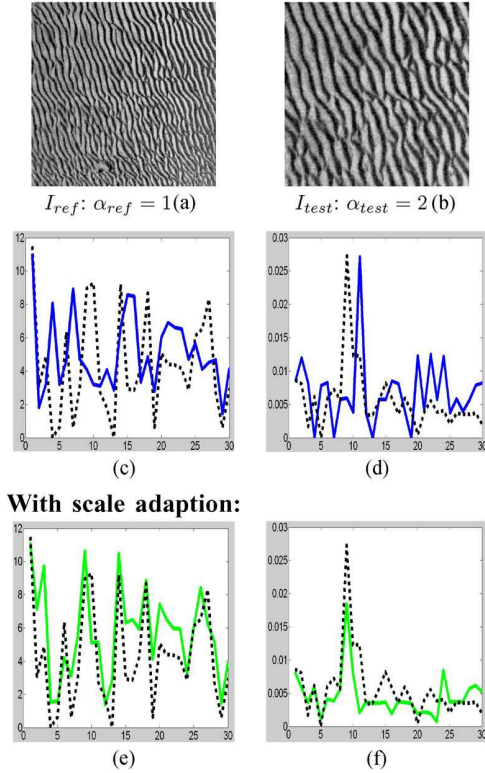 I_ref: α_ref = 1 (a)
I_test: α_test = 2 (b)
12
10
8
6
4
2
0
0 5 10 15 20 25 30
(c)
0.03
0.025
0.02
0.015
0.01
0.005
0
0 5 10 15 20 25 30
(d)
With scale adaption:
12
10
8
6
4
2
0
0 5 10 15 20 25 30
(e)
0.03
0.025
0.02
0.015
0.01
0.005
0
0 5 10 15 20 25 30
(f)